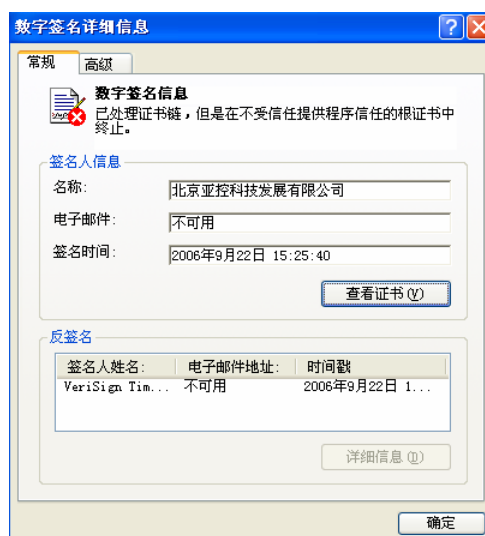 数字签名详细信息
常规
高级
数字签名信息
已处理证书链，但是在不受信任提供程序信任的根证书中
终止。
签名人信息
名称:
北京亚控科技发展有限公司
电子邮件:
不可用
签名时间:
2006年9月22日 15:25:40
查看证书(V)
反签名
签名人姓名: 电子邮件地址: 时间戳
VeriSign Tim... 不可用 2006年9月22日 1...
详细信息(D)
确定